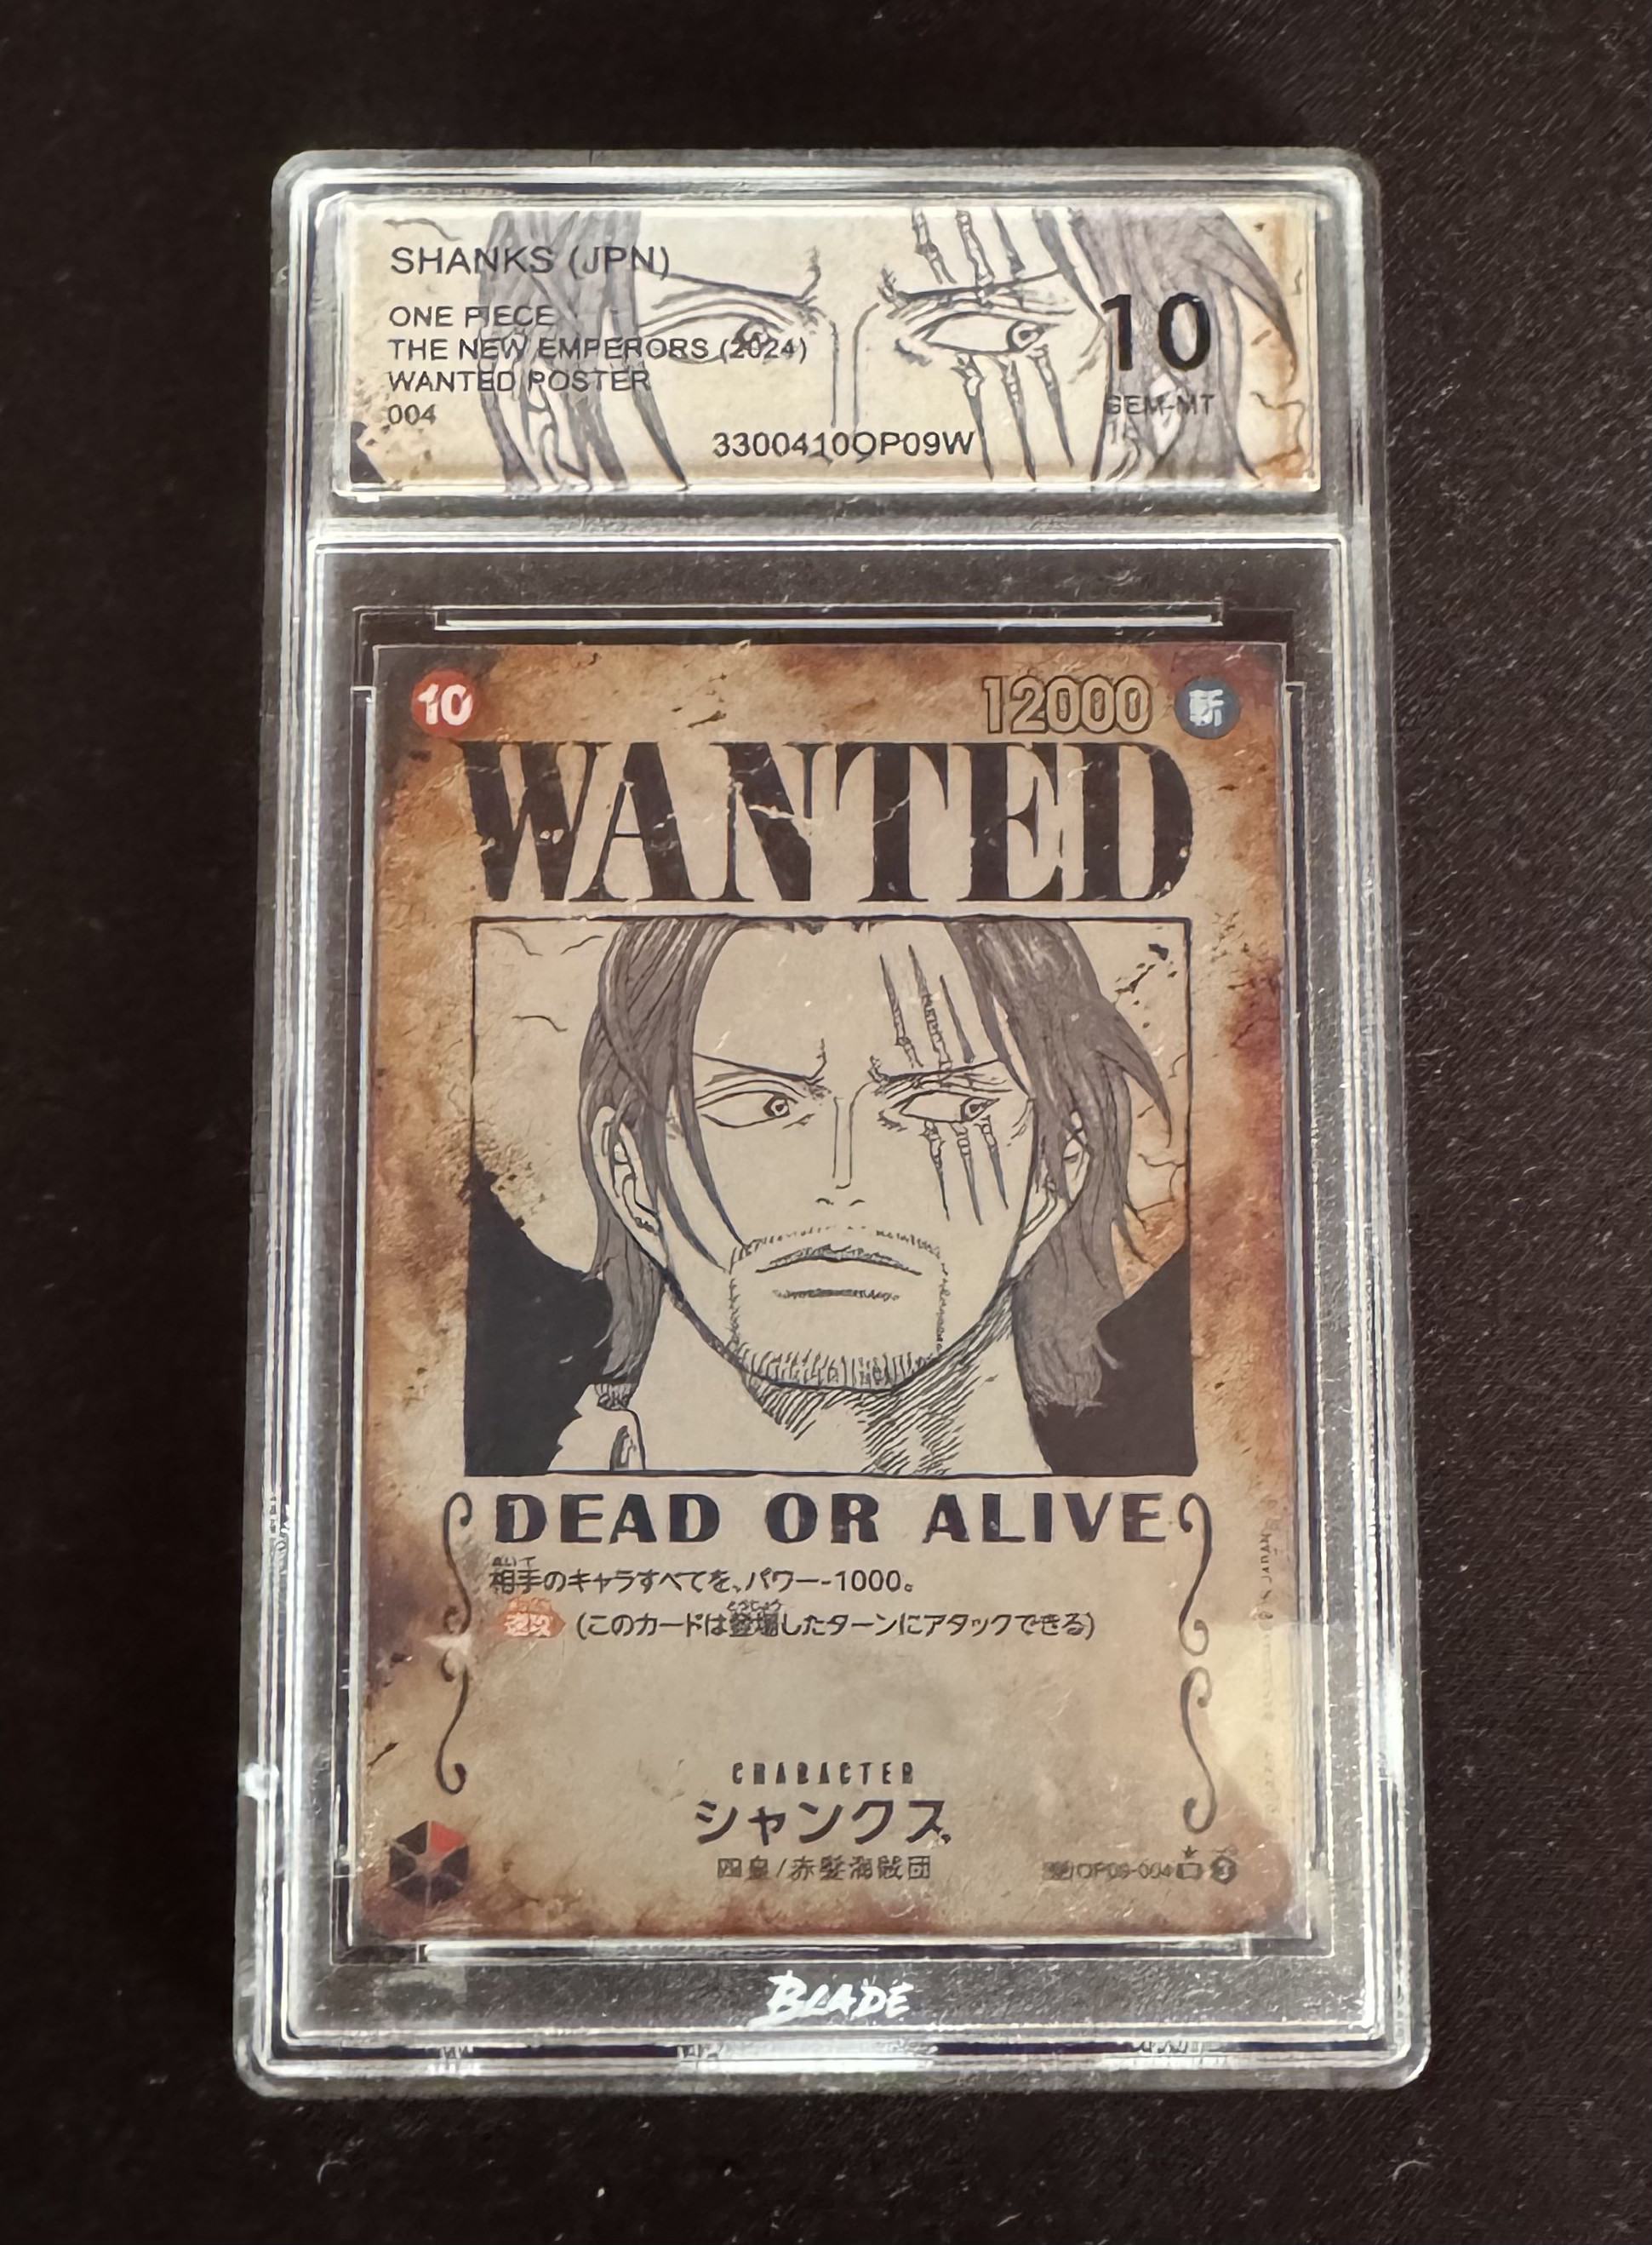 SHANKS (JPN)
ONE PIECE
THE NEW EMPERORS (2024)
WANTED POSTER
004
10
GEM-MT
3300410OP09W
10
12000
斬
WANTED
DEAD OR ALIVE
相手のキャラすべてを、パワー-1000。
速攻 (このカードは登場したターンにアタックできる)
CHARACTER
シャンクス
四皇/赤髪海賊団
OP09-004
BLADE